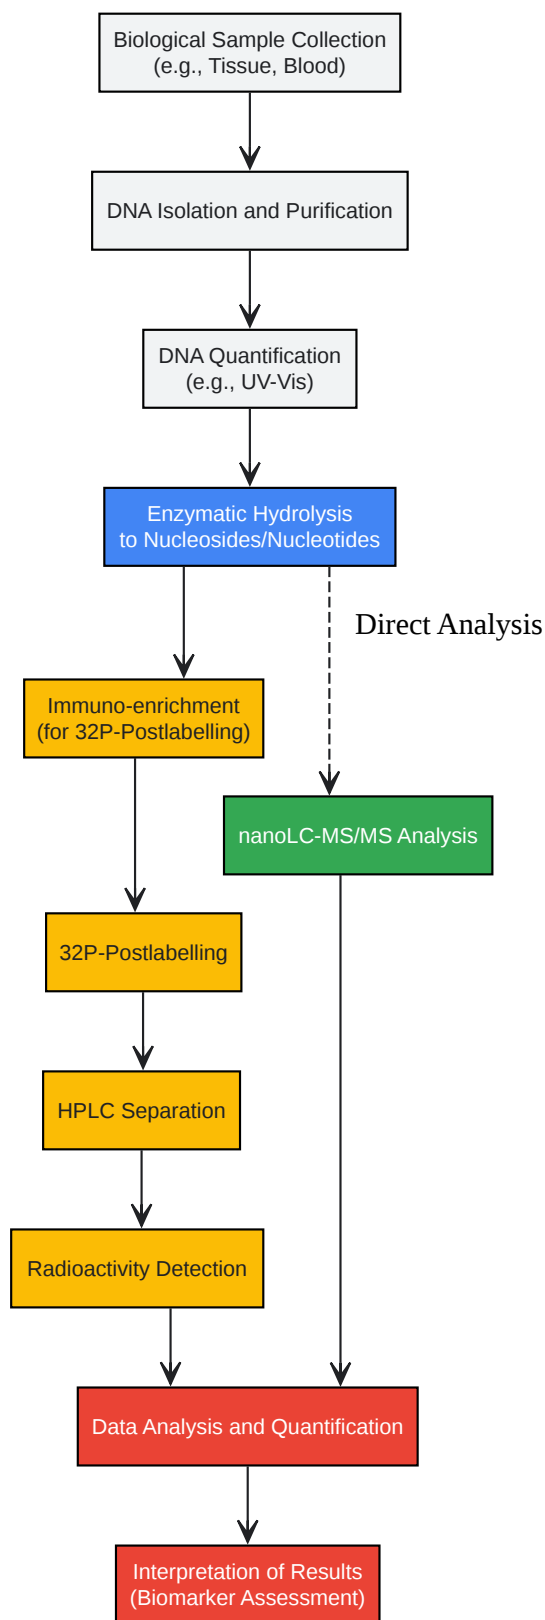 Biological Sample Collection
(e.g., Tissue, Blood)
DNA Isolation and Purification
DNA Quantification
(e.g., UV-Vis)
Enzymatic Hydrolysis
to Nucleosides/Nucleotides
Direct Analysis
Immuno-enrichment
(for 32P-Postlabelling)
nanoLC-MS/MS Analysis
32P-Postlabelling
HPLC Separation
Radioactivity Detection
Data Analysis and Quantification
Interpretation of Results
(Biomarker Assessment)